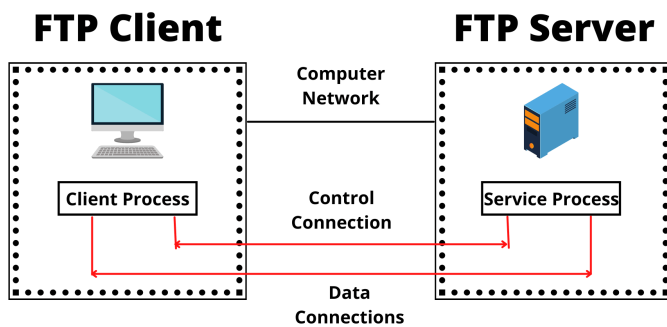 FTP Client
FTP Server
Computer
Network
Client Process
Control
Connection
Service Process
Data
Connections